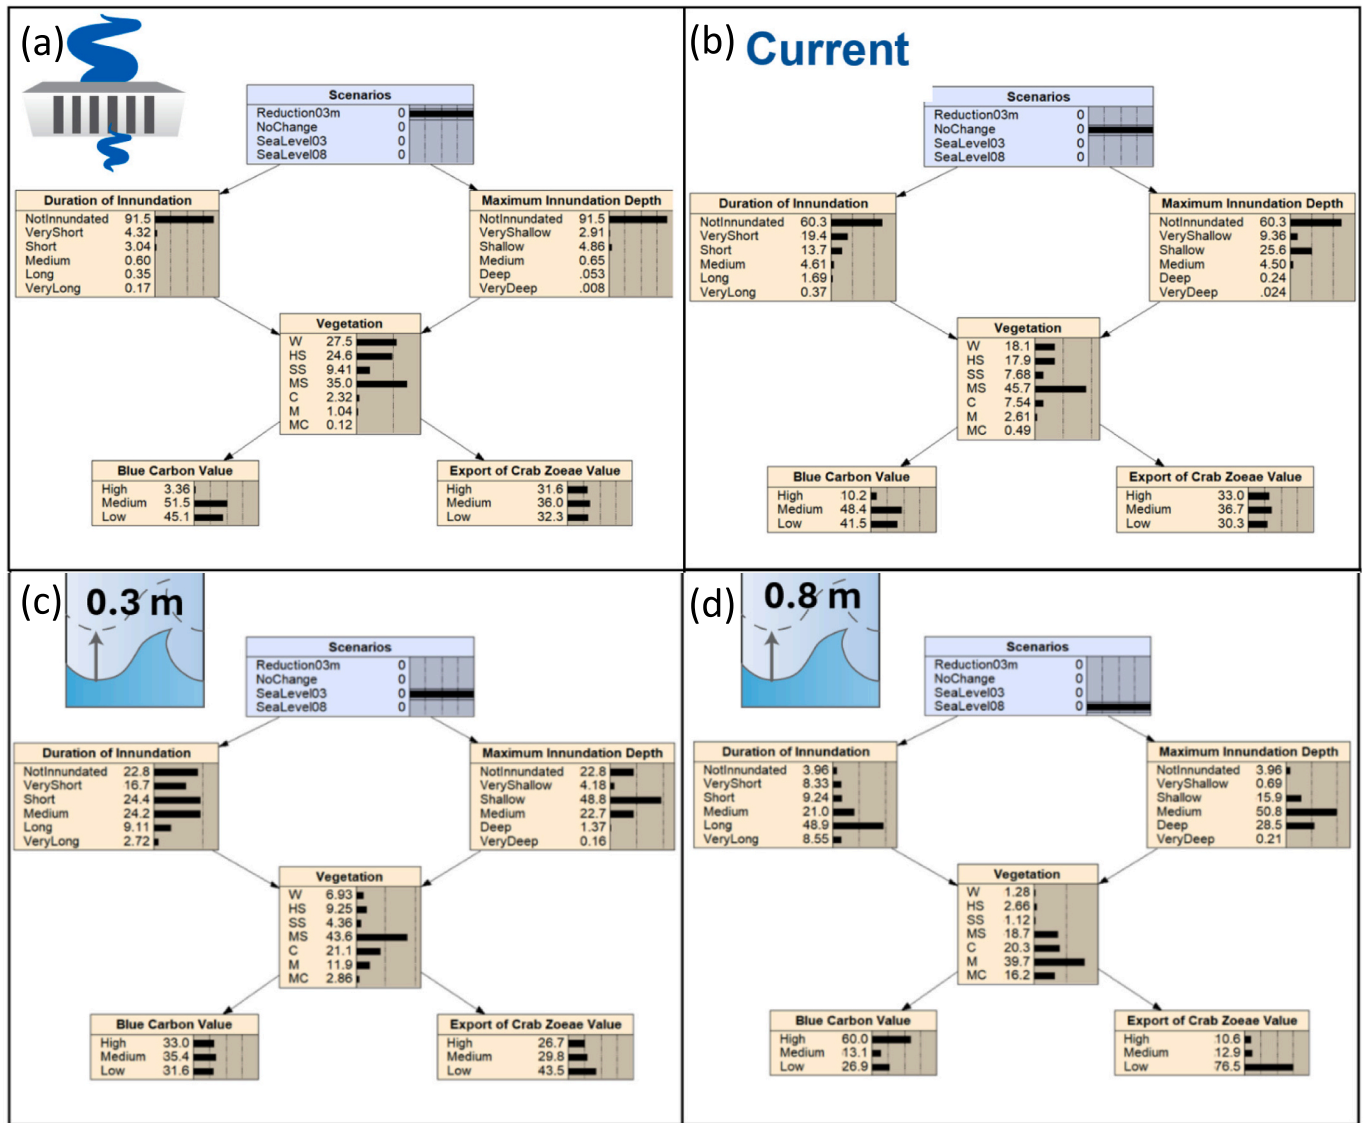 (a)
Scenarios
Reduction03m 0
NoChange 0
SeaLevel03 0
SeaLevel08 0
Duration of Innundation
NotInnundated 91.5
VeryShort 4.32
Short 3.04
Medium 0.60
Long 0.35
VeryLong 0.17
Maximum Innundation Depth
NotInnundated 91.5
VeryShallow 2.91
Shallow 4.86
Medium 0.65
Deep .053
VeryDeep .008
Vegetation
W 27.5
HS 24.6
SS 9.41
MS 35.0
C 2.32
M 1.04
MC 0.12
Blue Carbon Value
High 3.36
Medium 51.5
Low 45.1
Export of Crab Zoeae Value
High 31.6
Medium 36.0
Low 32.3
(b) Current
Scenarios
Reduction03m 0
NoChange 0
SeaLevel03 0
SeaLevel08 0
Duration of Innundation
NotInnundated 60.3
VeryShort 19.4
Short 13.7
Medium 4.61
Long 1.69
VeryLong 0.37
Maximum Innundation Depth
NotInnundated 60.3
VeryShallow 9.36
Shallow 25.6
Medium 4.50
Deep 0.24
VeryDeep .024
Vegetation
W 18.1
HS 17.9
SS 7.68
MS 45.7
C 7.54
M 2.61
MC 0.49
Blue Carbon Value
High 10.2
Medium 48.4
Low 41.5
Export of Crab Zoeae Value
High 33.0
Medium 36.7
Low 30.3
(c) 0.3 m
Scenarios
Reduction03m 0
NoChange 0
SeaLevel03 0
SeaLevel08 0
Duration of Innundation
NotInnundated 22.8
VeryShort 16.7
Short 24.4
Medium 24.2
Long 9.11
VeryLong 2.72
Maximum Innundation Depth
NotInnundated 22.8
VeryShallow 4.18
Shallow 48.8
Medium 22.7
Deep 1.37
VeryDeep 0.16
Vegetation
W 6.93
HS 9.25
SS 4.36
MS 43.6
C 21.1
M 11.9
MC 2.86
Blue Carbon Value
High 33.0
Medium 35.4
Low 31.6
Export of Crab Zoeae Value
High 26.7
Medium 29.8
Low 43.5
(d) 0.8 m
Scenarios
Reduction03m 0
NoChange 0
SeaLevel03 0
SeaLevel08 0
Duration of Innundation
NotInnundated 3.96
VeryShort 8.33
Short 9.24
Medium 21.0
Long 48.9
VeryLong 8.55
Maximum Innundation Depth
NotInnundated 3.96
VeryShallow 0.69
Shallow 15.9
Medium 50.8
Deep 28.5
VeryDeep 0.21
Vegetation
W 1.28
HS 2.66
SS 1.12
MS 18.7
C 20.3
M 39.7
MC 16.2
Blue Carbon Value
High 60.0
Medium 13.1
Low 26.9
Export of Crab Zoeae Value
High 10.6
Medium 12.9
Low 76.5